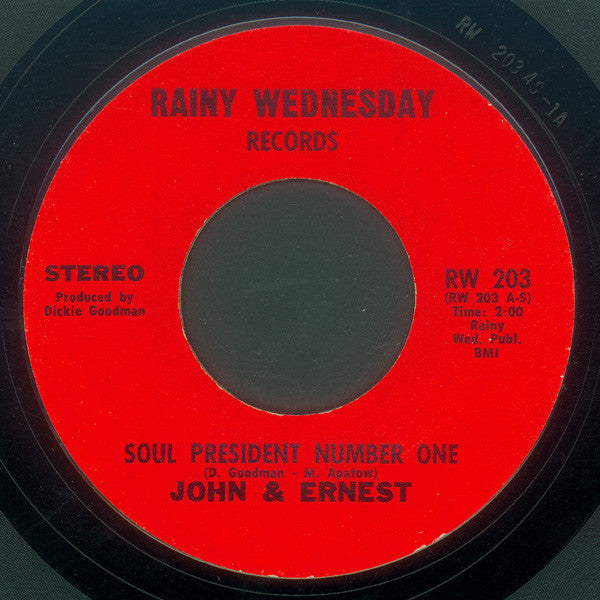 RW 203 AS-1A
RAINY WEDNESDAY
RECORDS
STEREO
Produced by
Dickie Goodman
RW 203
(RW 203 A-S)
Time: 2:00
Rainy
Wed. Publ.
BMI
SOUL PRESIDENT NUMBER ONE
(D. Goodman - M. Apatow)
JOHN & ERNEST